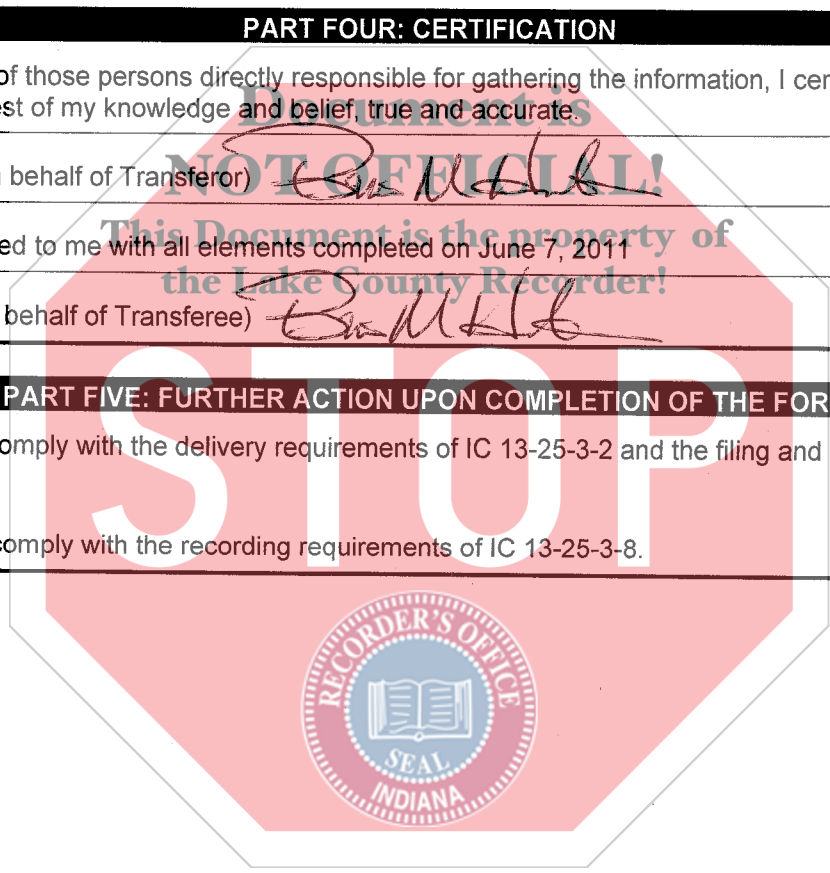 PART FOUR: CERTIFICATION
of those persons directly responsible for gathering the information, I cer
Document is
est of my knowledge and belief, true and accurate.
NOT OFFICIAL!
behalf of Transferor)
This Document is the property of
ed to me with all elements completed on June 7, 2011
the Lake County Recorder!
behalf of Transferee)
STOP
PART FIVE: FURTHER ACTION UPON COMPLETION OF THE FOR
omply with the delivery requirements of IC 13-25-3-2 and the filing and
comply with the recording requirements of IC 13-25-3-8.
RECORDER'S OFFICE
SEAL
INDIANA